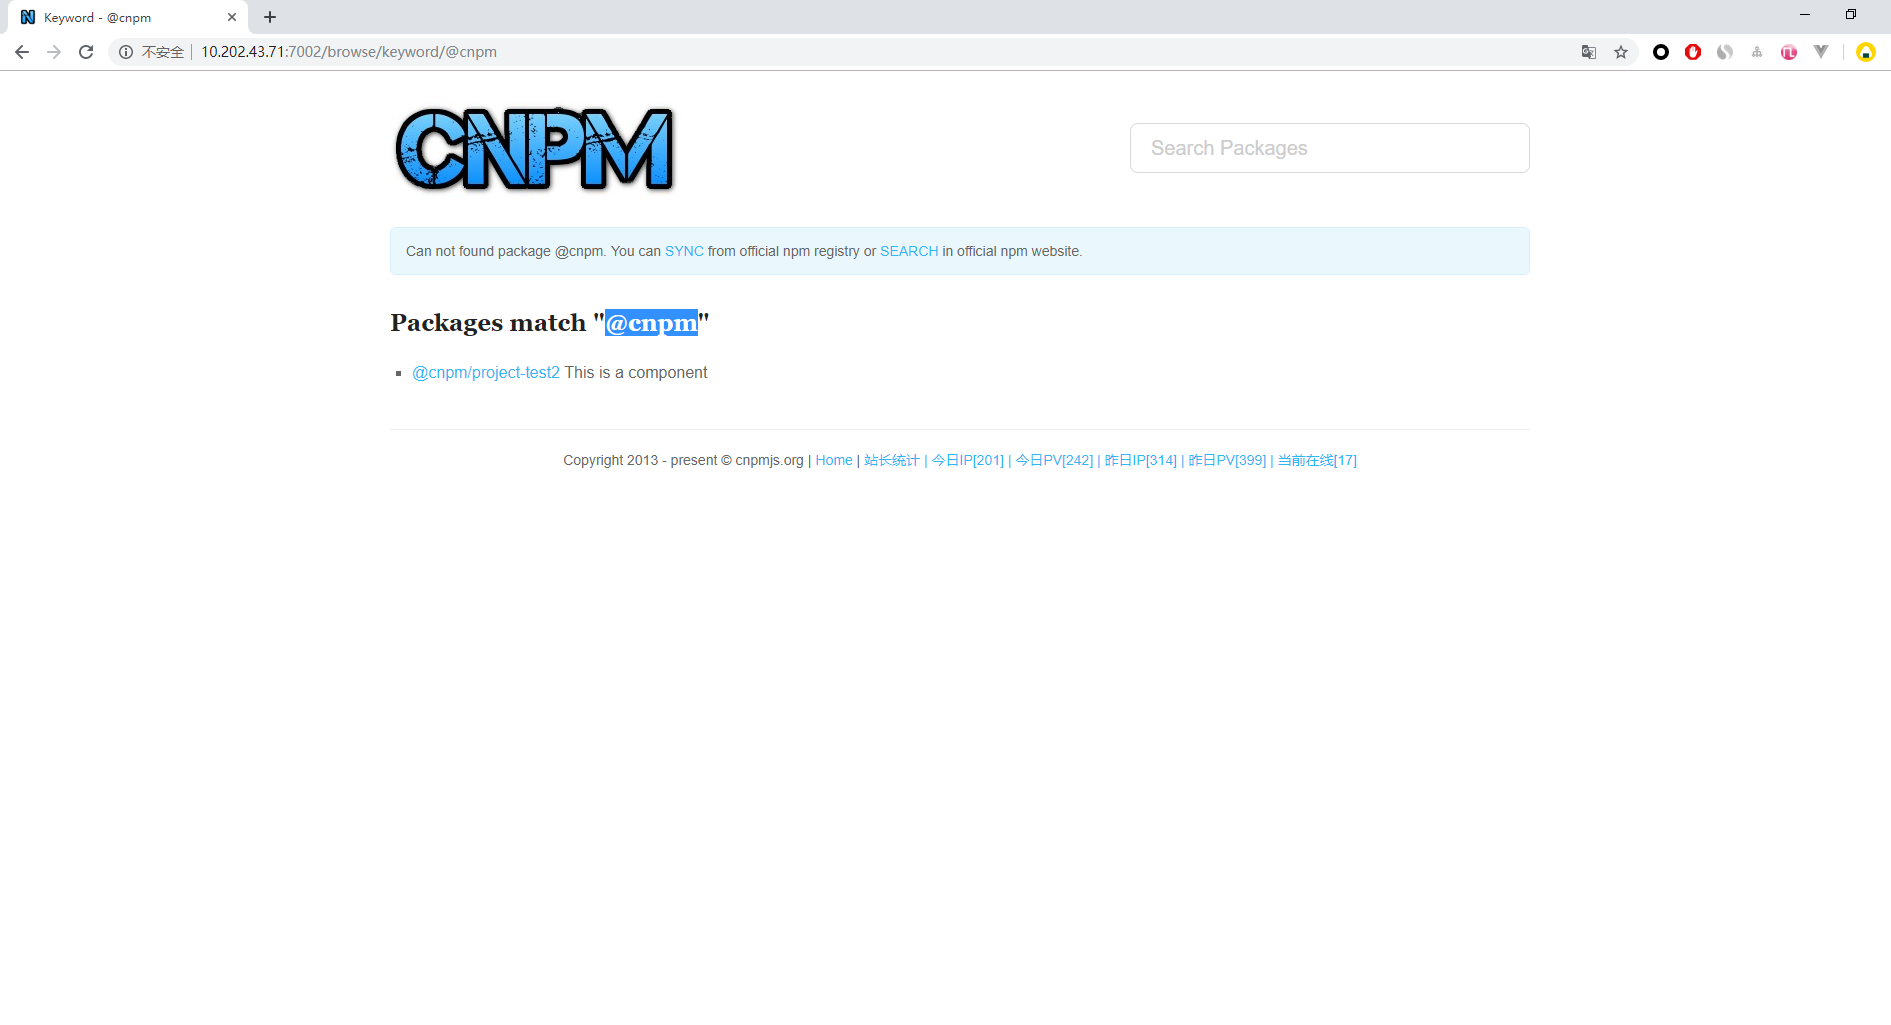 Keyword - @cnpm
不安全 10.202.43.71:7002/browse/keyword/@cnpm
CNPM
Search Packages
Can not found package @cnpm. You can SYNC from official npm registry or SEARCH in official npm website.
Packages match "@cnpm"
@cnpm/project-test2 This is a component
Copyright 2013 - present © cnpmjs.org | Home | 站长统计 | 今日IP[201] | 今日PV[242] | 昨日IP[314] | 昨日PV[399] | 当前在线[17]